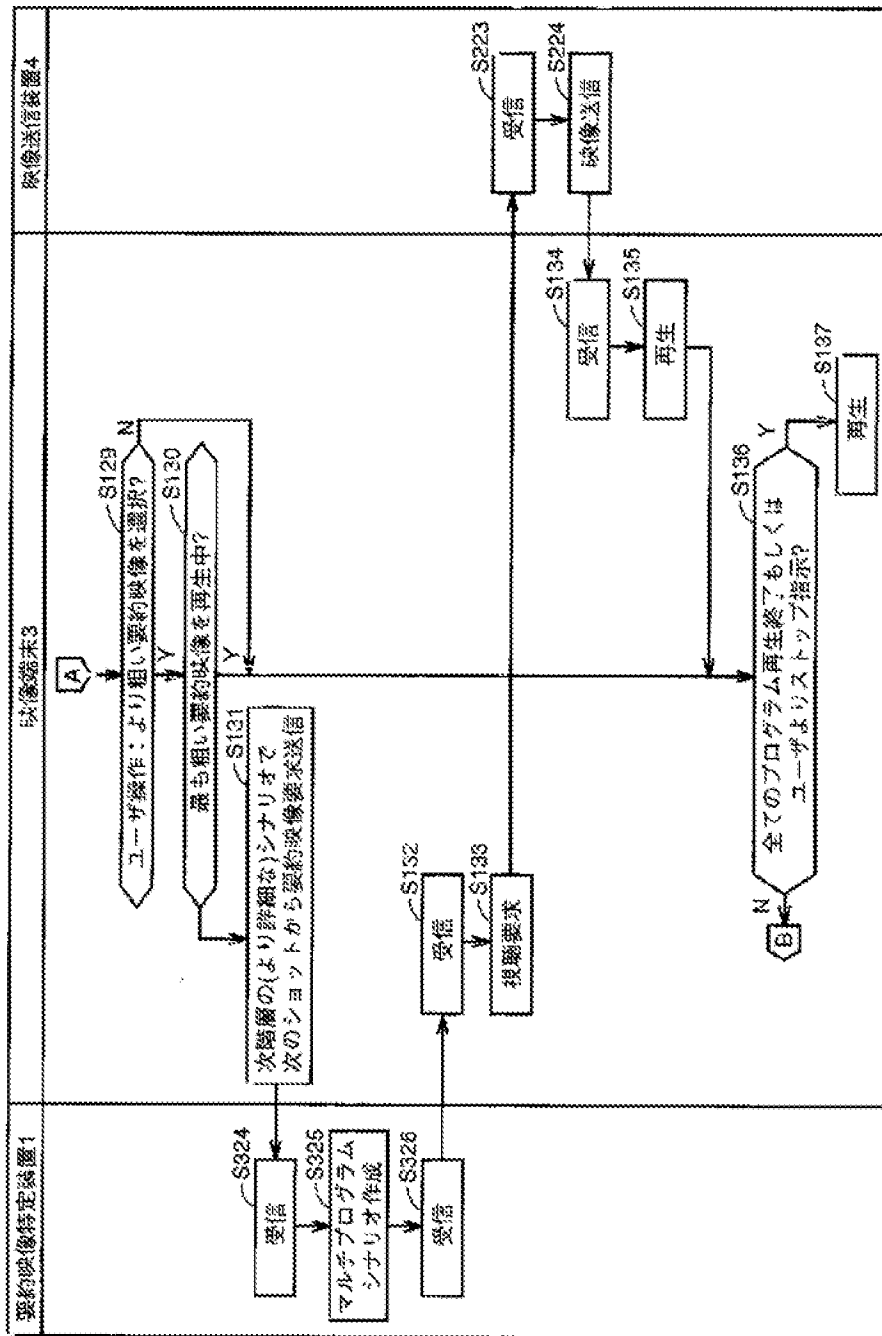 要約映像特定装置1
映像端末3
映像送信装置4
A
S129
ユーザ操作：より粗い要約映像を選択?
N
Y
S130
最も粗い要約映像を再生中?
Y
S131
次階層の(より詳細な)シナリオで
次のショットから要約映像要求送信
S324
受信
S325
マルチプログラム
シナリオ作成
S326
受信
S132
受信
S133
視聴要求
S223
受信
S224
映像送信
S134
受信
S135
再生
S136
全てのプログラム再生終了もしくは
ユーザよりストップ指示?
N
B
Y
S137
再生